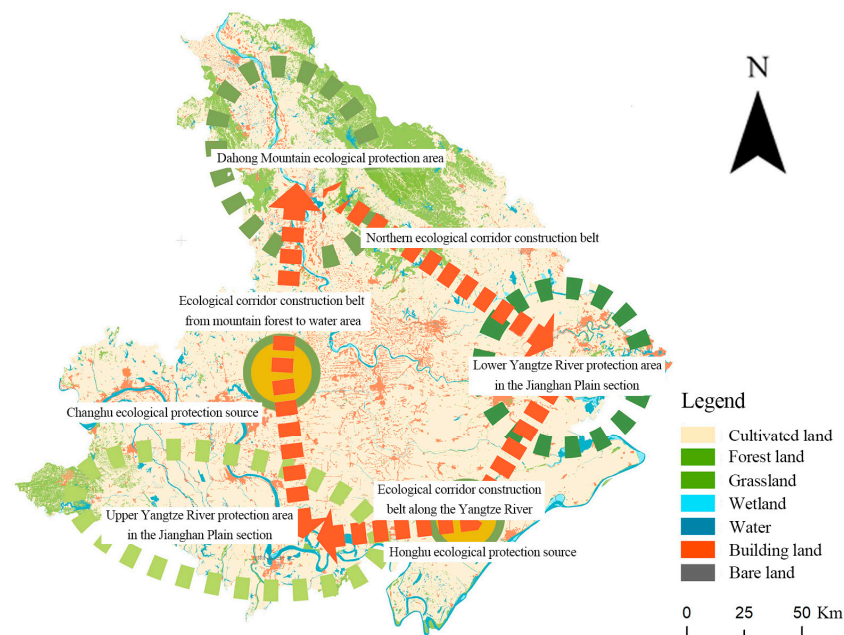 N
Dahong Mountain ecological protection area
Northern ecological corridor construction belt
Ecological corridor construction belt
from mountain forest to water area
Lower Yangtze River protection area
in the Jianghan Plain section
Changhu ecological protection source
Ecological corridor construction
belt along the Yangtze River
Upper Yangtze River protection area
in the Jianghan Plain section
Honghu ecological protection source
Legend
Cultivated land
Forest land
Grassland
Wetland
Water
Building land
Bare land
0 25 50 Km